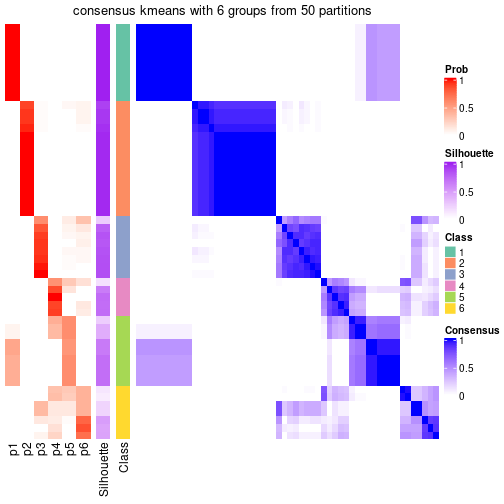 consensus kmeans with 6 groups from 50 partitions
Prob
1
0.5
0
Silhouette
1
0.5
0
Class
1
2
3
4
5
6
Consensus
1
0.5
0
p1
p2
p3
p4
p5
p6
Silhouette
Class